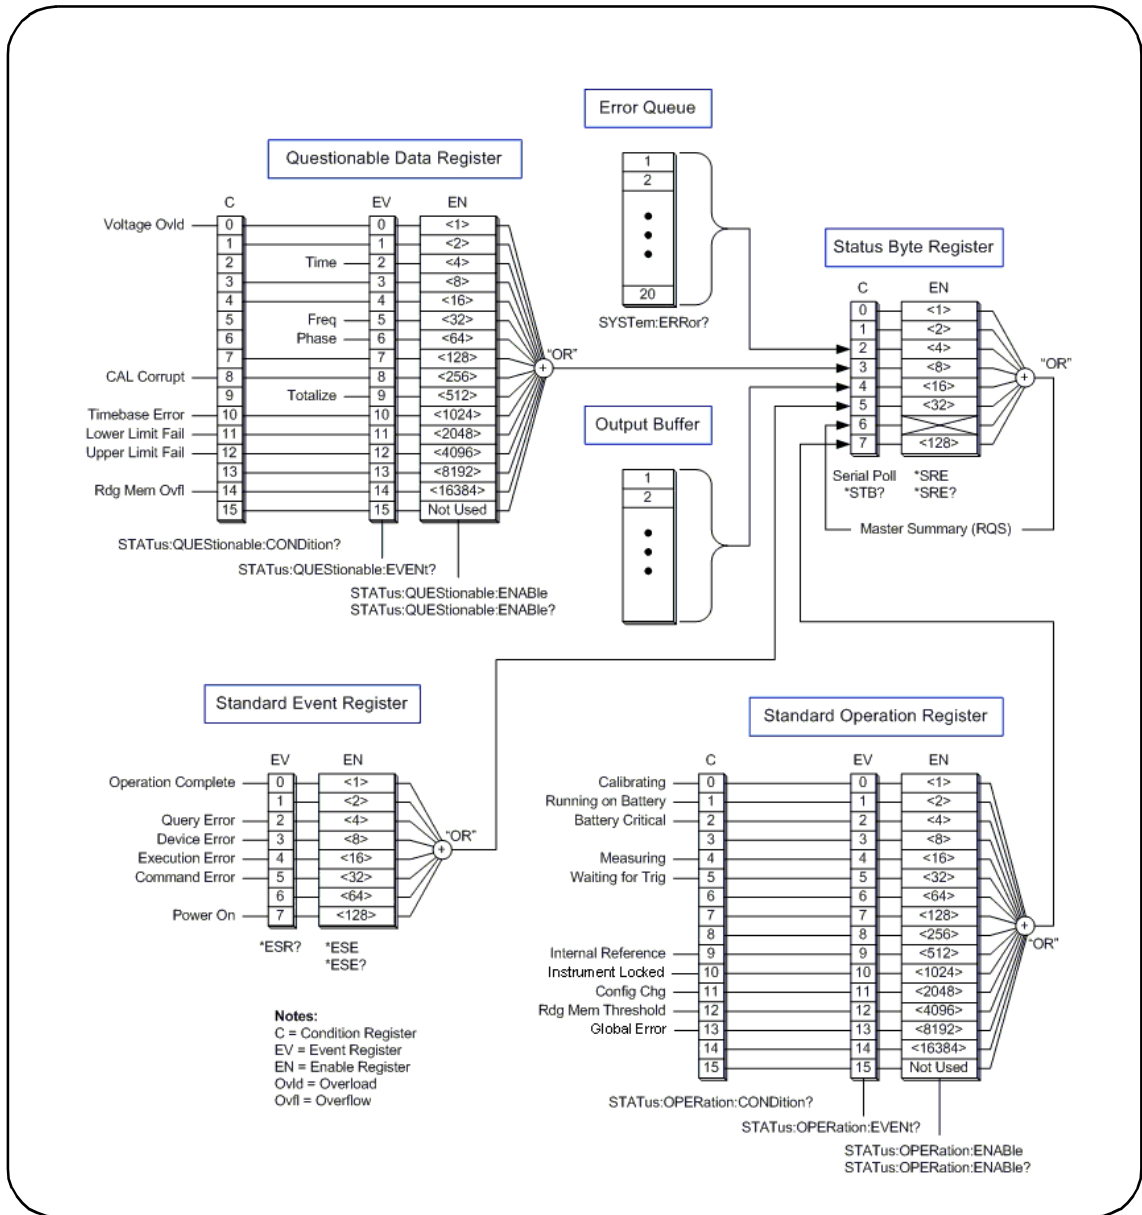 Error Queue
1
2
20
SYSTem:ERRor?
Questionable Data Register
C EV EN
Voltage Ovld 0 0 <1>
1 1 <2>
2 Time 2 <4>
3 3 <8>
4 4 <16>
5 Freq 5 <32>
6 Phase 6 <64>
7 7 <128>
CAL Corrupt 8 8 <256>
9 Totalize 9 <512>
Timebase Error 10 10 <1024>
Lower Limit Fail 11 11 <2048>
Upper Limit Fail 12 12 <4096>
13 13 <8192>
Rdg Mem Ovfl 14 14 <16384>
15 15 Not Used
"OR"
+
STATus:QUEStionable:CONDition?
STATus:QUEStionable:EVENt?
STATus:QUEStionable:ENABle
STATus:QUEStionable:ENABle?
Output Buffer
1
2
Status Byte Register
C EN
0 <1>
1 <2>
2 <4>
3 <8>
4 <16>
5 <32>
6
7 <128>
"OR"
+
Serial Poll *SRE
*STB? *SRE?
Master Summary (RQS)
Standard Event Register
EV EN
Operation Complete 0 <1>
1 <2>
Query Error 2 <4>
Device Error 3 <8>
Execution Error 4 <16>
Command Error 5 <32>
6 <64>
Power On 7 <128>
"OR"
+
*ESR? *ESE
*ESE?
Standard Operation Register
C EV EN
Calibrating 0 0 <1>
Running on Battery 1 1 <2>
Battery Critical 2 2 <4>
3 3 <8>
Measuring 4 4 <16>
Waiting for Trig 5 5 <32>
6 6 <64>
7 7 <128>
8 8 <256>
Internal Reference 9 9 <512>
Instrument Locked 10 10 <1024>
Config Chg 11 11 <2048>
Rdg Mem Threshold 12 12 <4096>
Global Error 13 13 <8192>
14 14 <16384>
15 15 Not Used
+
"OR"
STATus:OPERation:CONDition?
STATus:OPERation:EVENt?
STATus:OPERation:ENABle
STATus:OPERation:ENABle?
Notes:
C = Condition Register
EV = Event Register
EN = Enable Register
Ovld = Overload
Ovfl = Overflow